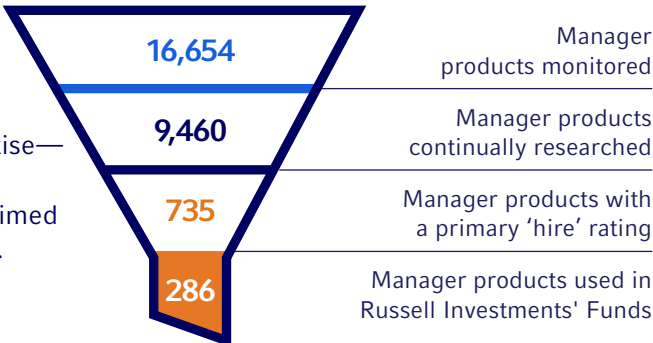 16,654
Manager
products monitored
9,460
Manager products
continually researched
735
Manager products with
a primary ‘hire’ rating
286
Manager products used in
Russell Investments' Funds